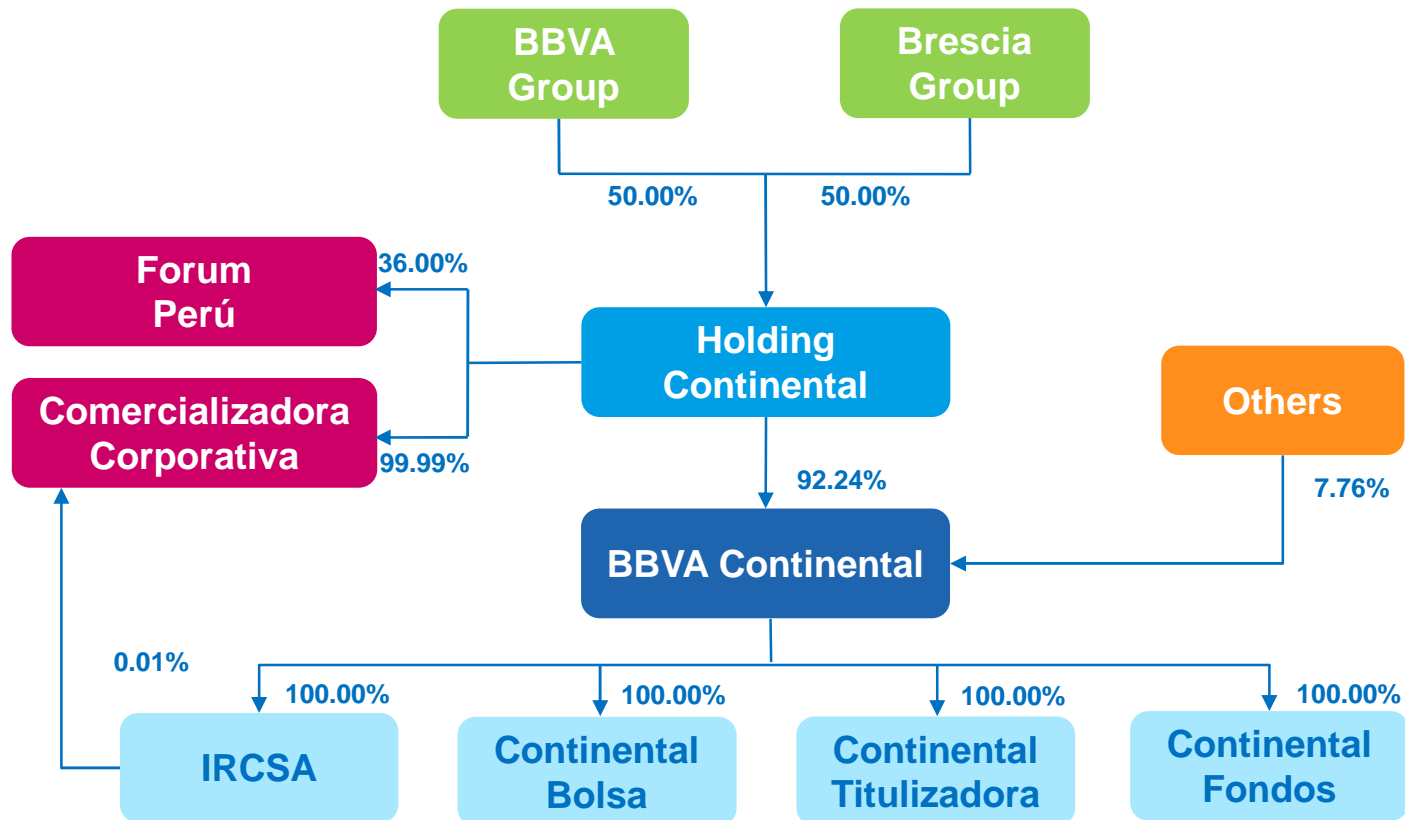 BBVA
Group
Brescia
Group
50.00%
50.00%
Forum
Perú
36.00%
Holding
Continental
Others
Comercializadora
Corporativa
99.99%
92.24%
7.76%
BBVA Continental
0.01%
100.00%
100.00%
100.00%
100.00%
IRCSA
Continental
Bolsa
Continental
Titulizadora
Continental
Fondos